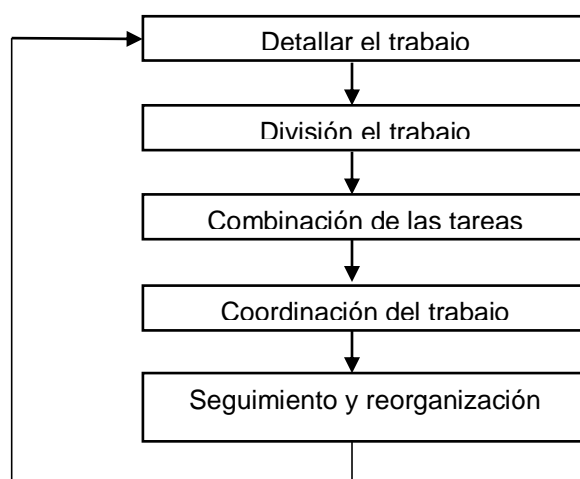 Detallar el trabajo
División el trabajo
Combinación de las tareas
Coordinación del trabajo
Seguimiento y reorganización